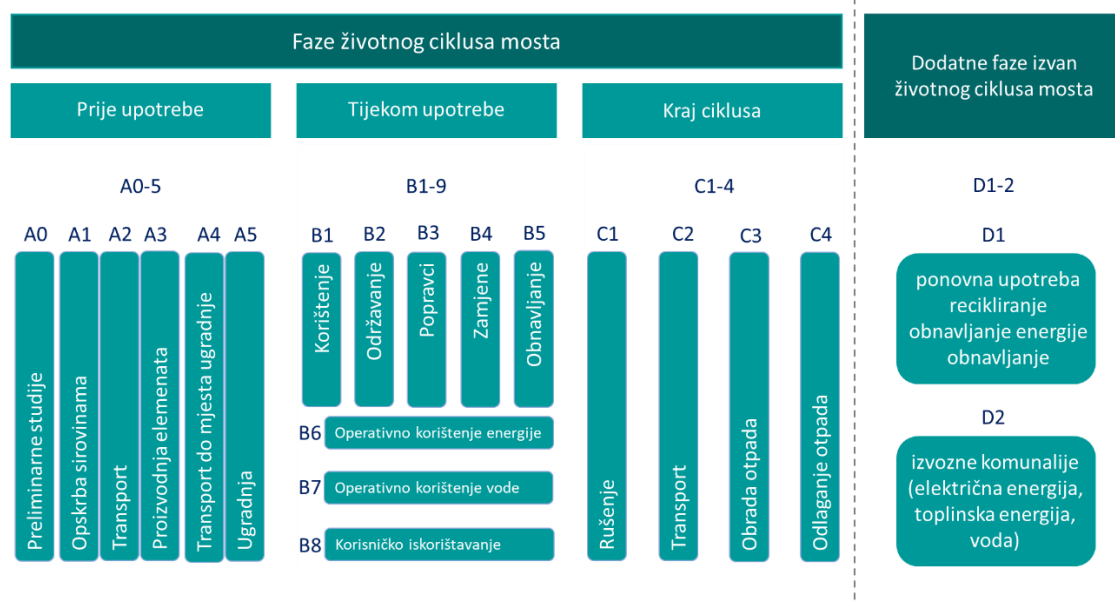 Faze životnog ciklusa mosta
Dodatne faze izvan
životnog ciklusa mosta
Prije upotrebe
Tijekom upotrebe
Kraj ciklusa
A0-5
B1-9
C1-4
D1-2
A0
A1
A2
A3
A4
A5
B1
B2
B3
B4
B5
C1
C2
C3
C4
D1
Preliminarne studije
Opskrba sirovinama
Transport
Proizvodnja elemenata
Transport do mjesta ugradnje
Ugradnja
Korištenje
Održavanje
Popravci
Zamjene
Obnavljanje
B6
Operativno korištenje energije
B7
Operativno korištenje vode
B8
Korisničko iskorištavanje
Rušenje
Transport
Obrada otpada
Odlaganje otpada
ponovna upotreba
recikliranje
obnavljanje energije
obnavljanje
D2
izvozne komunalije
(električna energija,
toplinska energija,
voda)